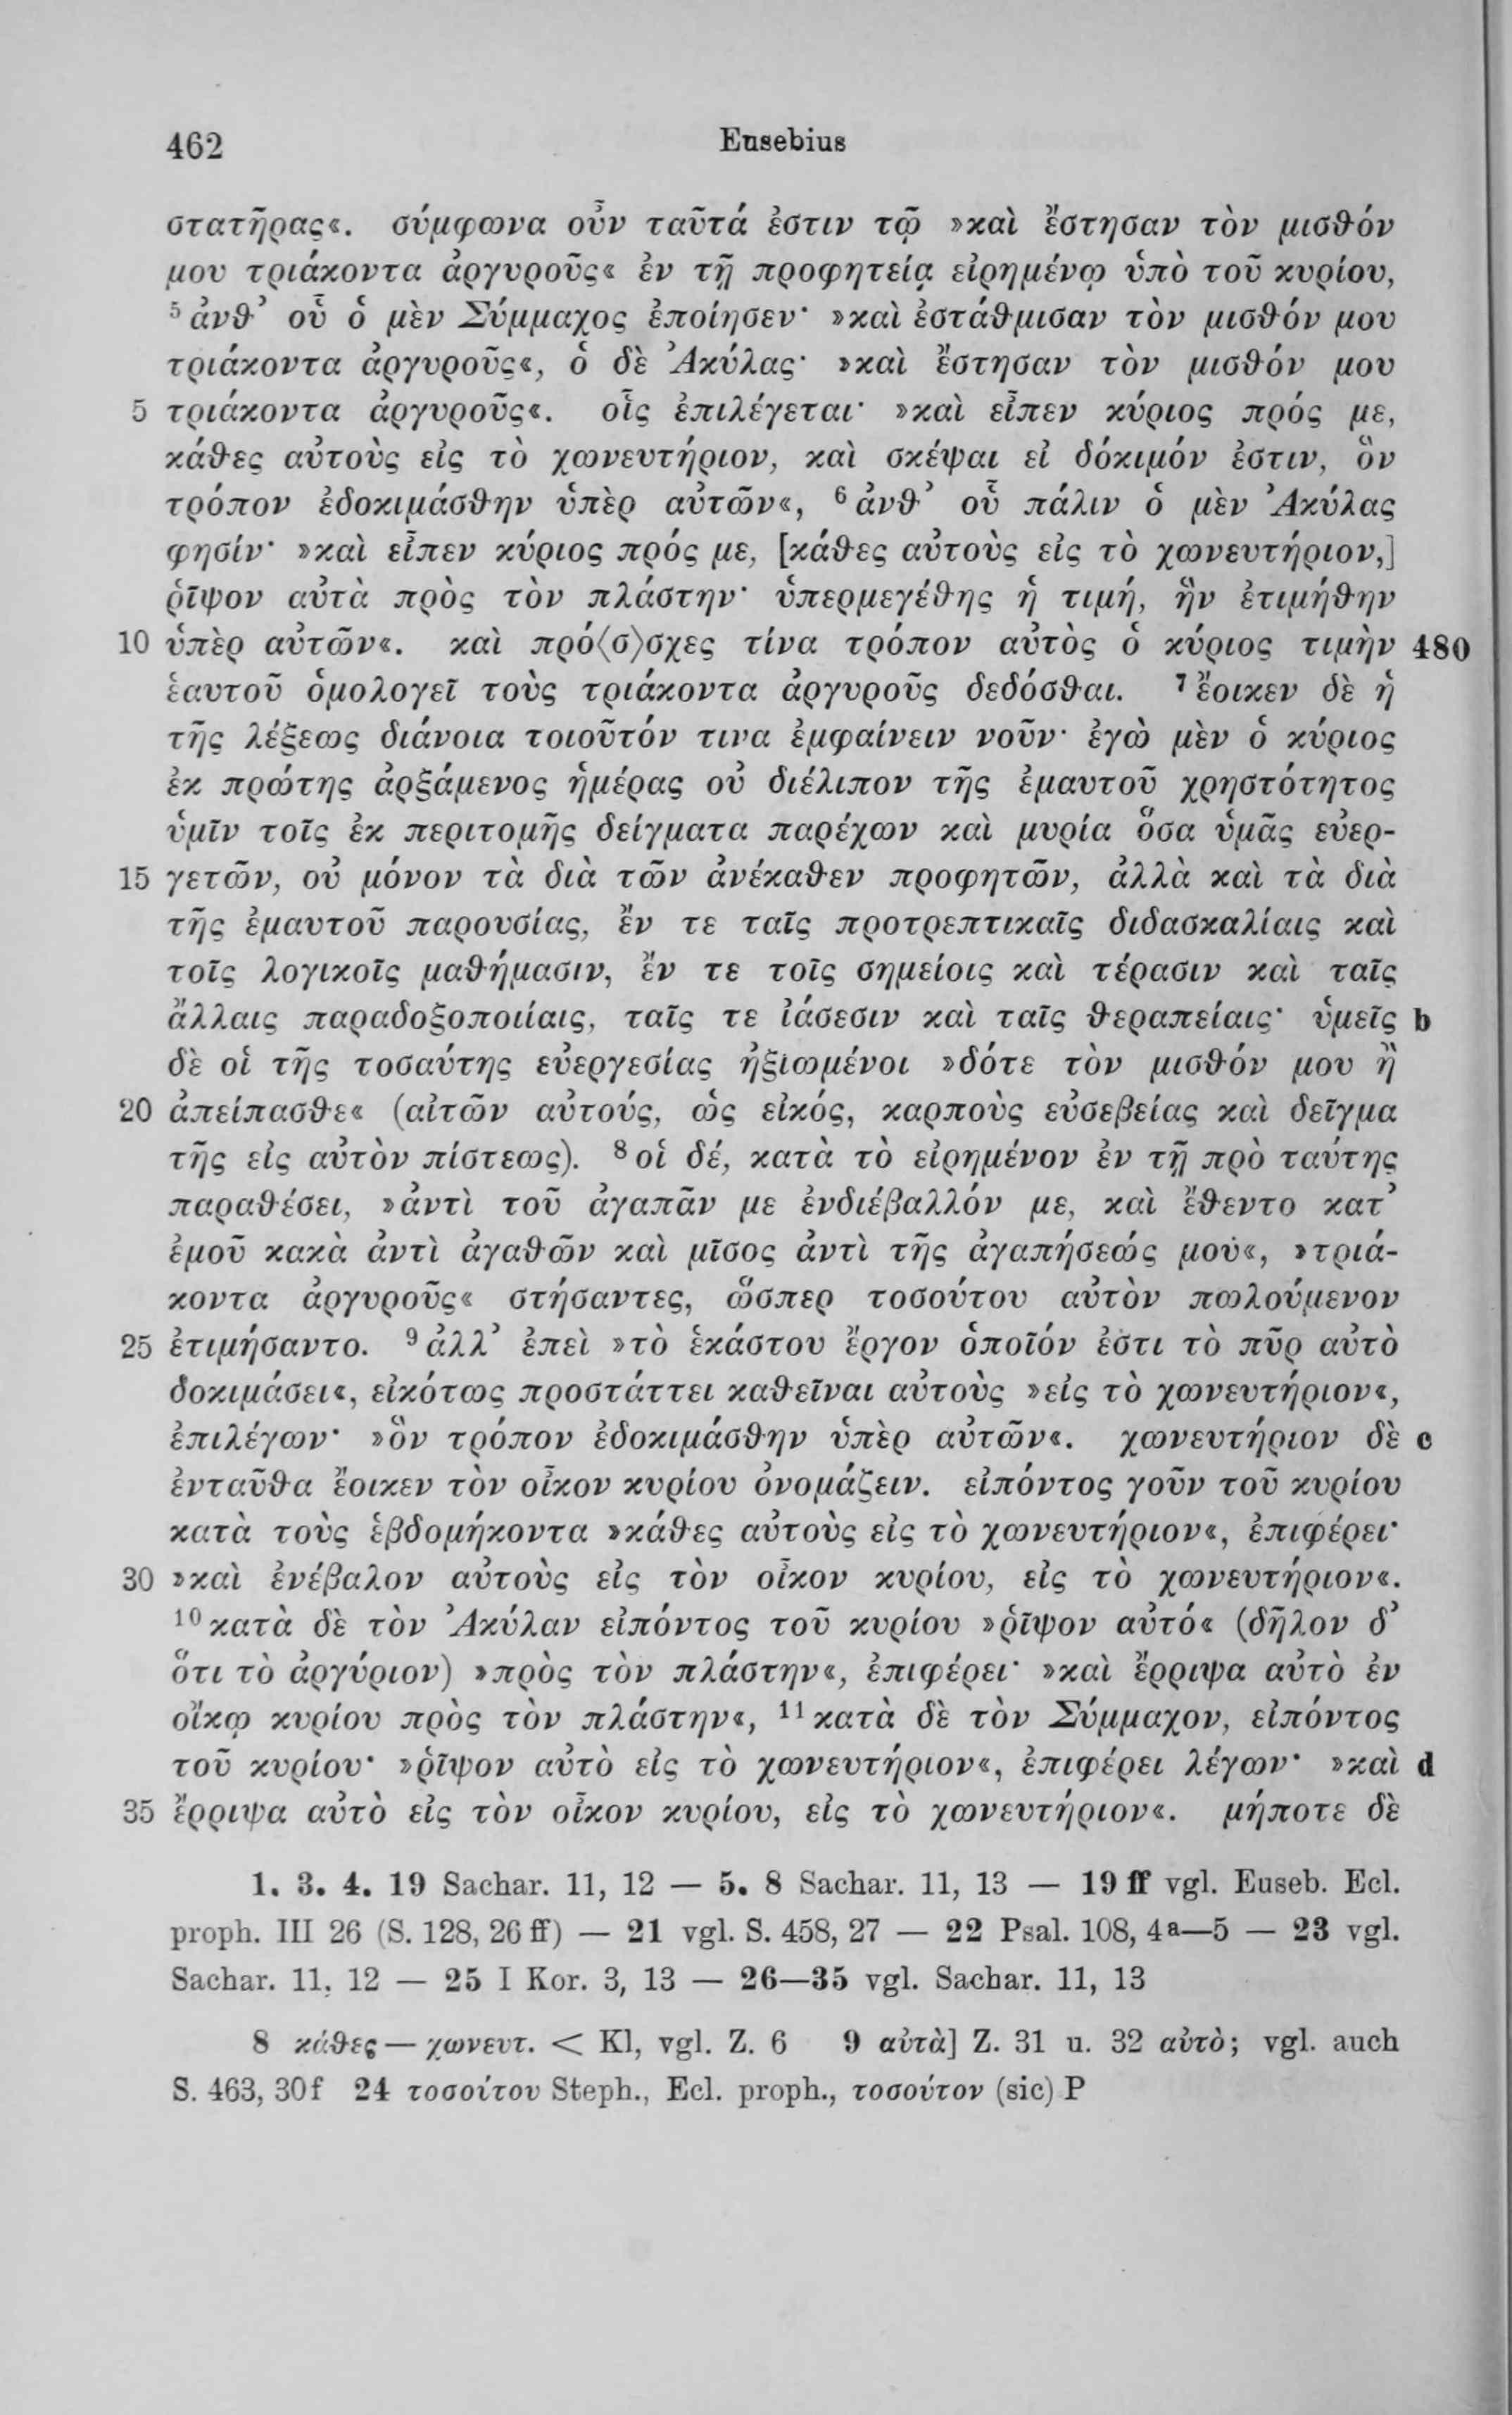 462 Eusebius
στατῆρας«. σύμφωνα οὖν ταῦτά ἐστιν τῷ »καὶ ἔστησαν τὸν μισθόν
μου τριάκοντα ἀργυροῦς« ἐν τῇ προφητείᾳ εἰρημένῳ ὑπὸ τοῦ κυρίου,
⁵ ἀνθ’ οὗ ὁ μὲν Σύμμαχος ἐποίησεν· »καὶ ἐστάθμισαν τὸν μισθόν μου
τριάκοντα ἀργυροῦς«, ὁ δὲ Ἀκύλας· »καὶ ἔστησαν τὸν μισθόν μου
5 τριάκοντα ἀργυροῦς«. οἷς ἐπιλέγεται· »καὶ εἶπεν κύριος πρός με,
κάθες αὐτοὺς εἰς τὸ χωνευτήριον, καὶ σκέψαι εἰ δόκιμόν ἐστιν, ὃν
τρόπον ἐδοκιμάσθην ὑπὲρ αὐτῶν«, ⁶ ἀνθ’ οὗ πάλιν ὁ μὲν Ἀκύλας
φησίν· »καὶ εἶπεν κύριος πρός με, [κάθες αὐτοὺς εἰς τὸ χωνευτήριον,]
ῥῖψον αὐτὰ πρὸς τὸν πλάστην· ὑπερμεγέθης ἡ τιμή, ἣν ἐτιμήθην
10 ὑπὲρ αὐτῶν«. καὶ πρό⟨σ⟩σχες τίνα τρόπον αὐτὸς ὁ κύριος τιμὴν 480
ἑαυτοῦ ὁμολογεῖ τοὺς τριάκοντα ἀργυροῦς δεδόσθαι. ⁷ ἔοικεν δὲ ἡ
τῆς λέξεως διάνοια τοιοῦτόν τινα ἐμφαίνειν νοῦν· ἐγὼ μὲν ὁ κύριος
ἐκ πρώτης ἀρξάμενος ἡμέρας οὐ διέλιπον τῆς ἐμαυτοῦ χρηστότητος
ὑμῖν τοῖς ἐκ περιτομῆς δείγματα παρέχων καὶ μυρία ὅσα ὑμᾶς εὐερ-
15 γετῶν, οὐ μόνον τὰ διὰ τῶν ἀνέκαθεν προφητῶν, ἀλλὰ καὶ τὰ διὰ
τῆς ἐμαυτοῦ παρουσίας, ἔν τε ταῖς προτρεπτικαῖς διδασκαλίαις καὶ
τοῖς λογικοῖς μαθήμασιν, ἔν τε τοῖς σημείοις καὶ τέρασιν καὶ ταῖς
ἄλλαις παραδοξοποιίαις, ταῖς τε ἰάσεσιν καὶ ταῖς θεραπείαις· ὑμεῖς b
δὲ οἱ τῆς τοσαύτης εὐεργεσίας ἠξιωμένοι »δότε τὸν μισθόν μου ἢ
20 ἀπείπασθε« (αἰτῶν αὐτούς, ὡς εἰκός, καρποὺς εὐσεβείας καὶ δεῖγμα
τῆς εἰς αὐτὸν πίστεως). ⁸ οἱ δέ, κατὰ τὸ εἰρημένον ἐν τῇ πρὸ ταύτης
παραθέσει, »ἀντὶ τοῦ ἀγαπᾶν με ἐνδιέβαλλόν με, καὶ ἔθεντο κατ’
ἐμοῦ κακὰ ἀντὶ ἀγαθῶν καὶ μῖσος ἀντὶ τῆς ἀγαπήσεώς μου«, »τριά-
κοντα ἀργυροῦς« στήσαντες, ὥσπερ τοσούτου αὐτὸν πωλούμενον
25 ἐτιμήσαντο. ⁹ ἀλλ’ ἐπεὶ »τὸ ἑκάστου ἔργον ὁποῖόν ἐστι τὸ πῦρ αὐτὸ
δοκιμάσει«, εἰκότως προστάττει καθεῖναι αὐτοὺς »εἰς τὸ χωνευτήριον«,
ἐπιλέγων· »ὃν τρόπον ἐδοκιμάσθην ὑπὲρ αὐτῶν«. χωνευτήριον δὲ c
ἐνταῦθα ἔοικεν τὸν οἶκον κυρίου ὀνομάζειν. εἰπόντος γοῦν τοῦ κυρίου
κατὰ τοὺς ἑβδομήκοντα »κάθες αὐτοὺς εἰς τὸ χωνευτήριον«, ἐπιφέρει·
30 »καὶ ἐνέβαλον αὐτοὺς εἰς τὸν οἶκον κυρίου, εἰς τὸ χωνευτήριον«.
¹⁰ κατὰ δὲ τὸν Ἀκύλαν εἰπόντος τοῦ κυρίου »ῥῖψον αὐτό« (δῆλον δ’
ὅτι τὸ ἀργύριον) »πρὸς τὸν πλάστην«, ἐπιφέρει· »καὶ ἔρριψα αὐτὸ ἐν
οἴκῳ κυρίου πρὸς τὸν πλάστην«, ¹¹ κατὰ δὲ τὸν Σύμμαχον, εἰπόντος
τοῦ κυρίου· »ῥῖψον αὐτὸ εἰς τὸ χωνευτήριον«, ἐπιφέρει λέγων· »καὶ d
35 ἔρριψα αὐτὸ εἰς τὸν οἶκον κυρίου, εἰς τὸ χωνευτήριον«. μήποτε δὲ
1. 3. 4. 19 Sachar. 11, 12 — 5. 8 Sachar. 11, 13 — 19 ff vgl. Euseb. Ecl.
proph. III 26 (S. 128, 26 ff) — 21 vgl. S. 458, 27 — 22 Psal. 108, 4a—5 — 23 vgl.
Sachar. 11, 12 — 25 I Kor. 3, 13 — 26—35 vgl. Sachar. 11, 13
8 κάθες — χωνευτ. < Kl, vgl. Z. 6 9 αὐτὰ] Z. 31 u. 32 αὐτὸ; vgl. auch
S. 463, 30f 24 τοσούτου Steph., Ecl. proph., τοσούτον (sic) P